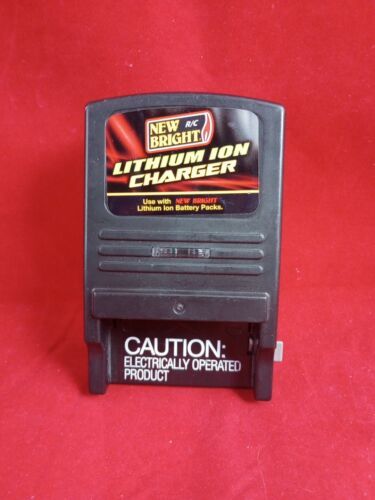 NEW R/C
BRIGHT
LITHIUM ION
CHARGER
Use with NEW BRIGHT
Lithium Ion Battery Packs.
CAUTION:
ELECTRICALLY OPERATED
PRODUCT